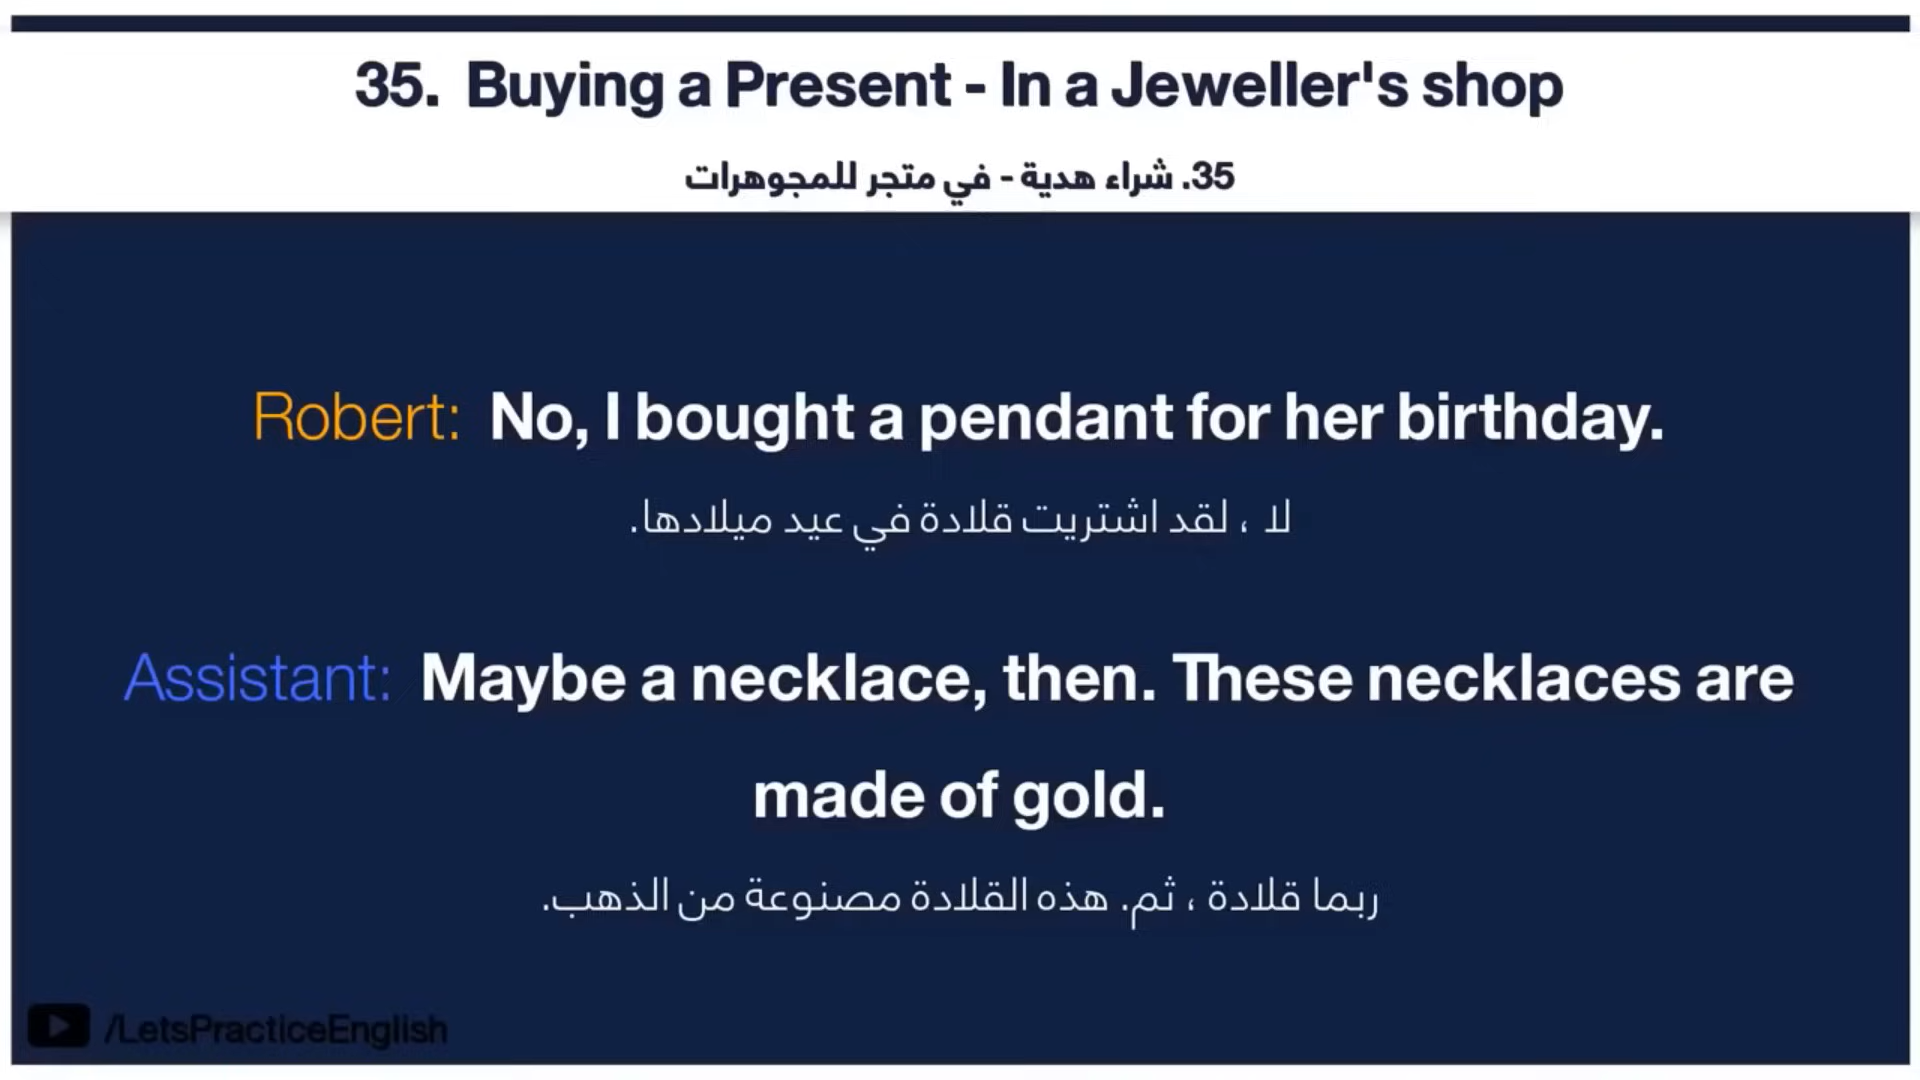 35. Buying a Present - In a Jeweller's shop
35. شراء هدية - في متجر للمجوهرات
Robert: No, I bought a pendant for her birthday.
لا ، لقد اشتريت قلادة في عيد ميلادها.
Assistant: Maybe a necklace, then. These necklaces are
made of gold.
ربما قلادة ، ثم. هذه القلادة مصنوعة من الذهب.
/LetsPracticeEnglish